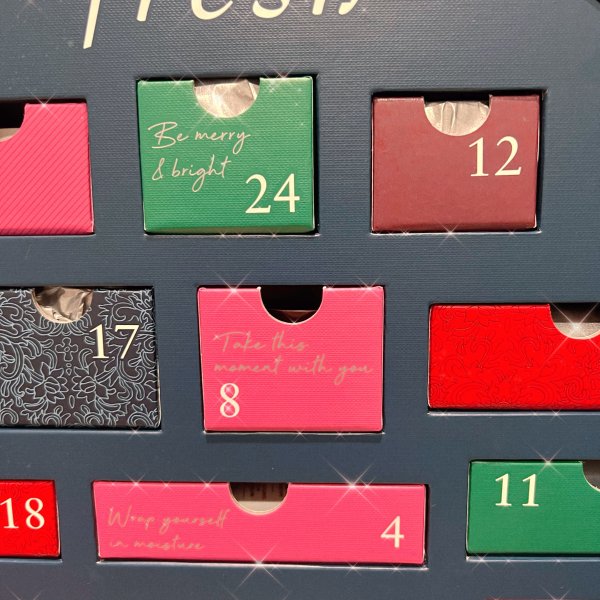 fresh
Be merry
& bright
24
12
17
Take this
moment with you
8
18
Wrap yourself
in moisture
4
11